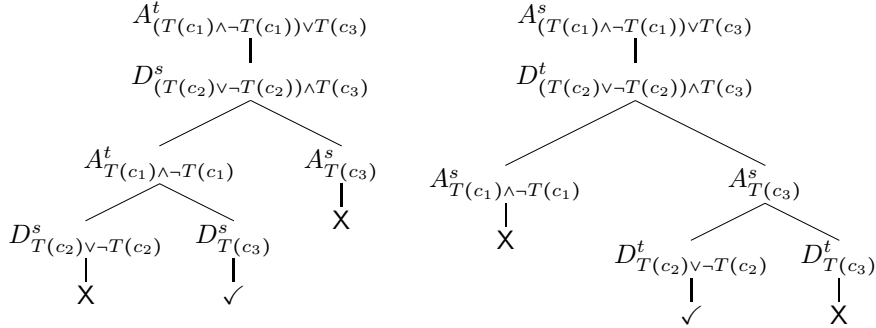 A^t_{(T(c_1)∧¬T(c_1))∨T(c_3)}
D^s_{(T(c_2)∨¬T(c_2))∧T(c_3)}
A^t_{T(c_1)∧¬T(c_1)} A^s_{T(c_3)}
X
D^s_{T(c_2)∨¬T(c_2)} D^s_{T(c_3)}
X ✓
A^s_{(T(c_1)∧¬T(c_1))∨T(c_3)}
D^t_{(T(c_2)∨¬T(c_2))∧T(c_3)}
A^s_{T(c_1)∧¬T(c_1)} A^s_{T(c_3)}
X
D^t_{T(c_2)∨¬T(c_2)} D^t_{T(c_3)}
✓ X